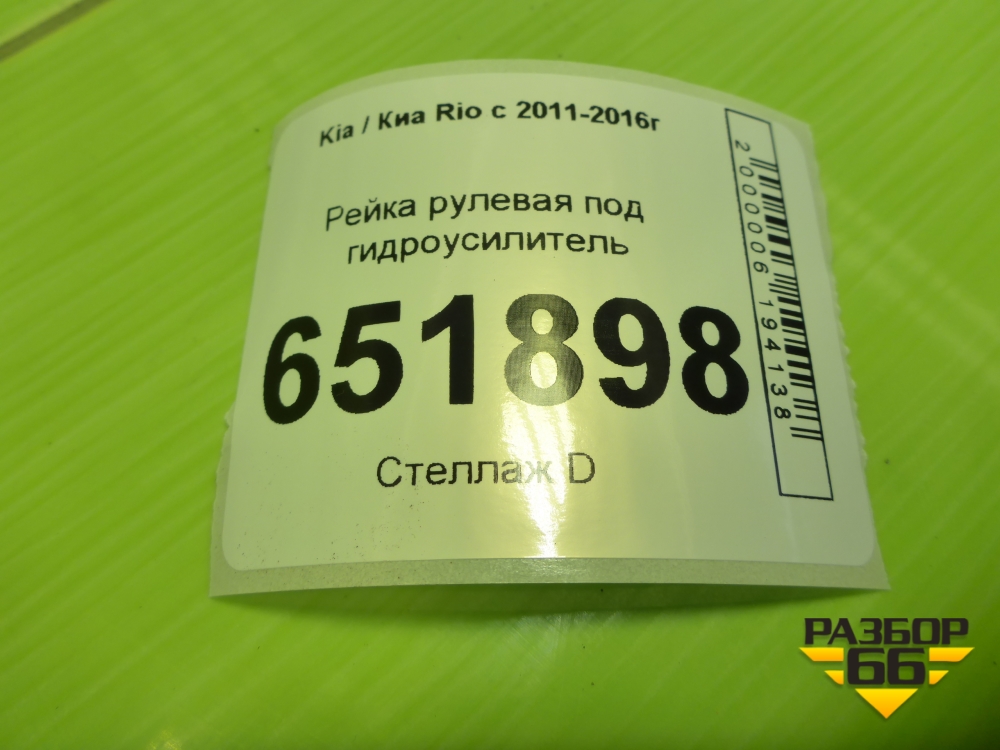 Kia / Киа Rio с 2011-2016г
Рейка рулевая под
гидроусилитель
651898
Стеллаж D
2000006194138
РАЗБОР
66